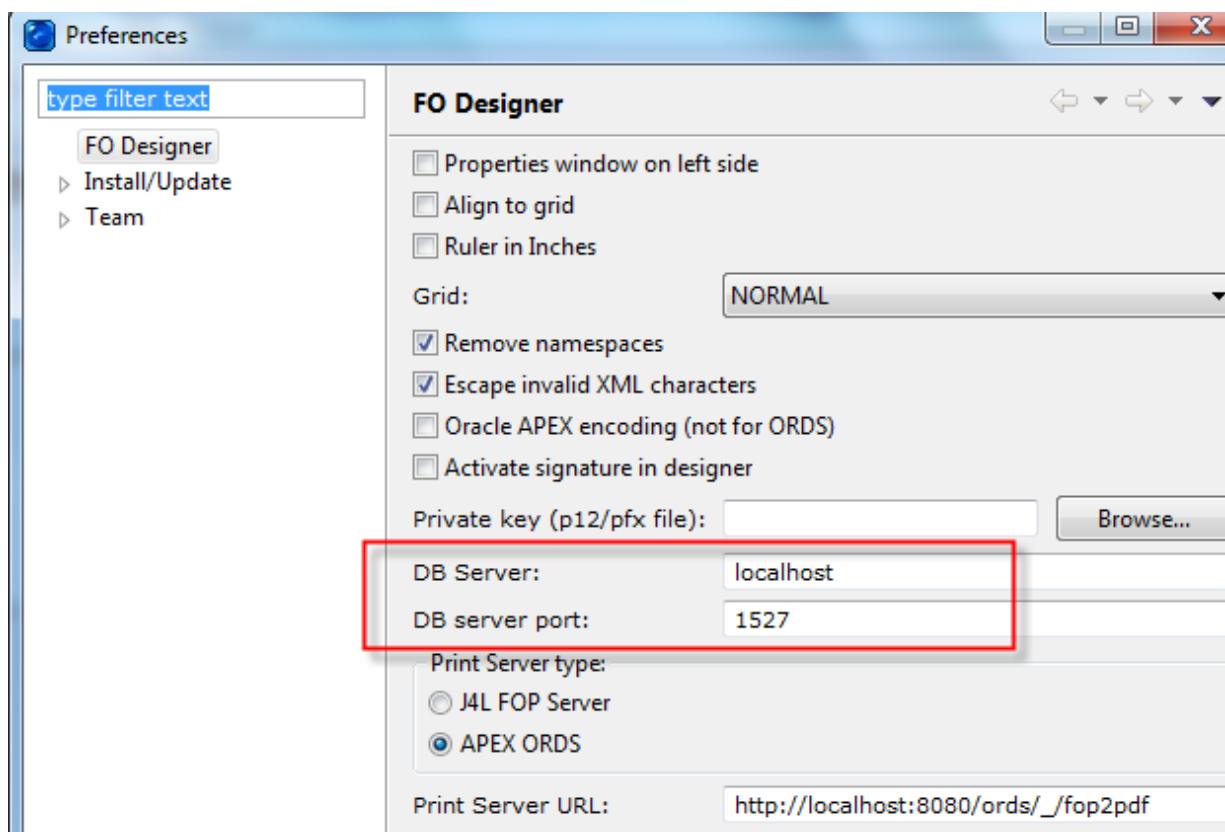 Preferences
type filter text
FO Designer
Install/Update
Team
FO Designer
Properties window on left side
Align to grid
Ruler in Inches
Grid: NORMAL
Remove namespaces
Escape invalid XML characters
Oracle APEX encoding (not for ORDS)
Activate signature in designer
Private key (p12/pfx file): Browse...
DB Server: localhost
DB server port: 1527
Print Server type:
J4L FOP Server
APEX ORDS
Print Server URL: http://localhost:8080/ords/_/fop2pdf